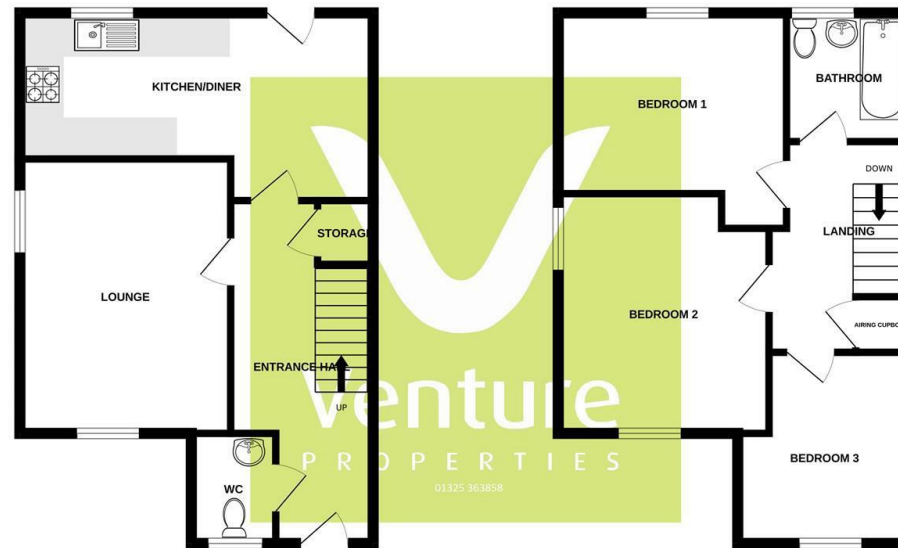 KITCHEN/DINER
LOUNGE
STORAGE
ENTRANCE HALL
UP
WC
BEDROOM 1
BATHROOM
DOWN
LANDING
BEDROOM 2
AIRING CUPBO
BEDROOM 3
Venture
PROPERTIES
01325 363858